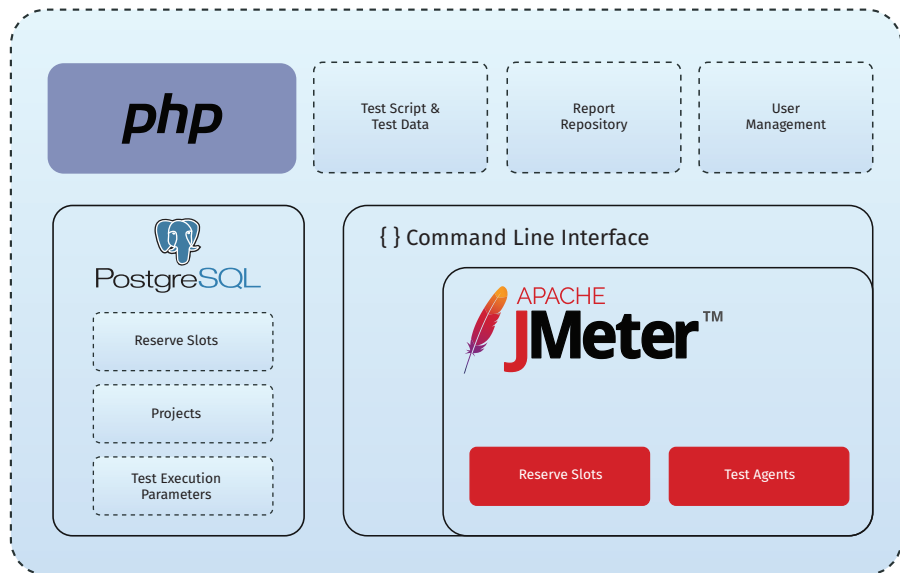 php
Test Script &
Test Data
Report
Repository
User
Management
PostgreSQL
Reserve Slots
Projects
Test Execution
Parameters
{ } Command Line Interface
APACHE
JMeter™
Reserve Slots
Test Agents